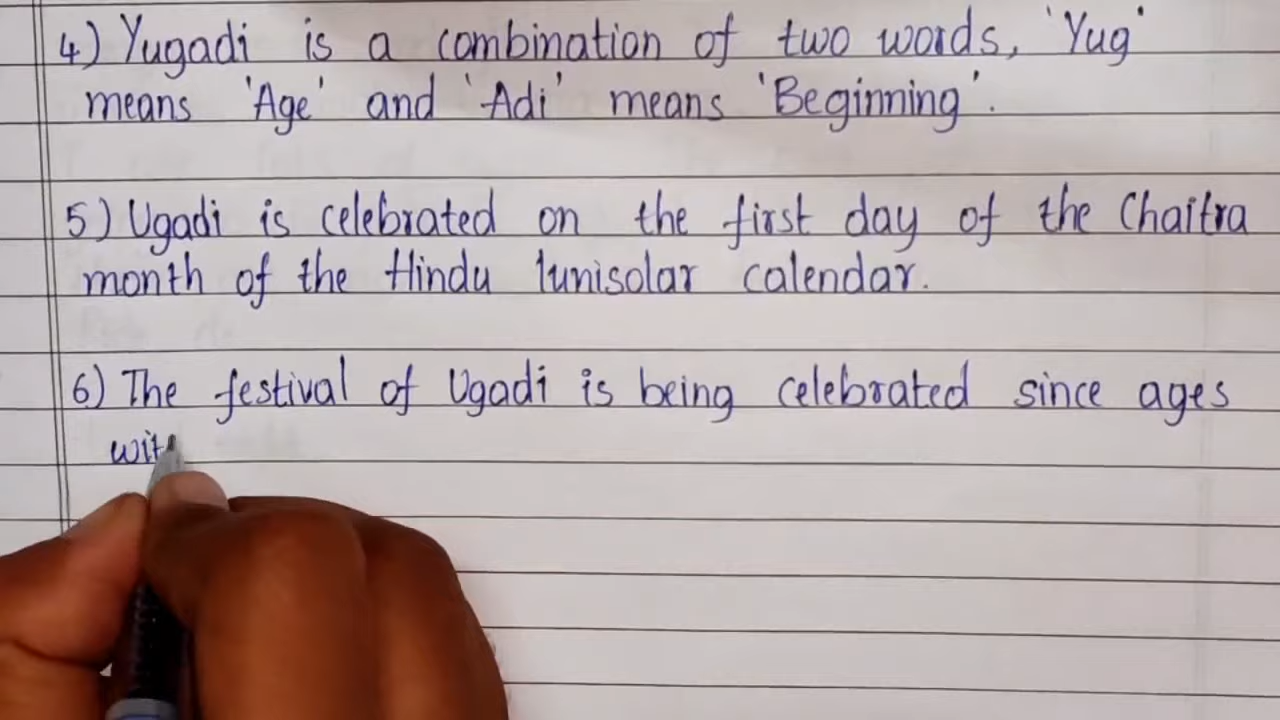 4) Yugadi is a combination of two words, 'Yug'
means 'Age' and 'Adi' means 'Beginning'.
5) Ugadi is celebrated on the first day of the Chaitra
month of the Hindu lunisolar calendar.
6) The festival of Ugadi is being celebrated since ages